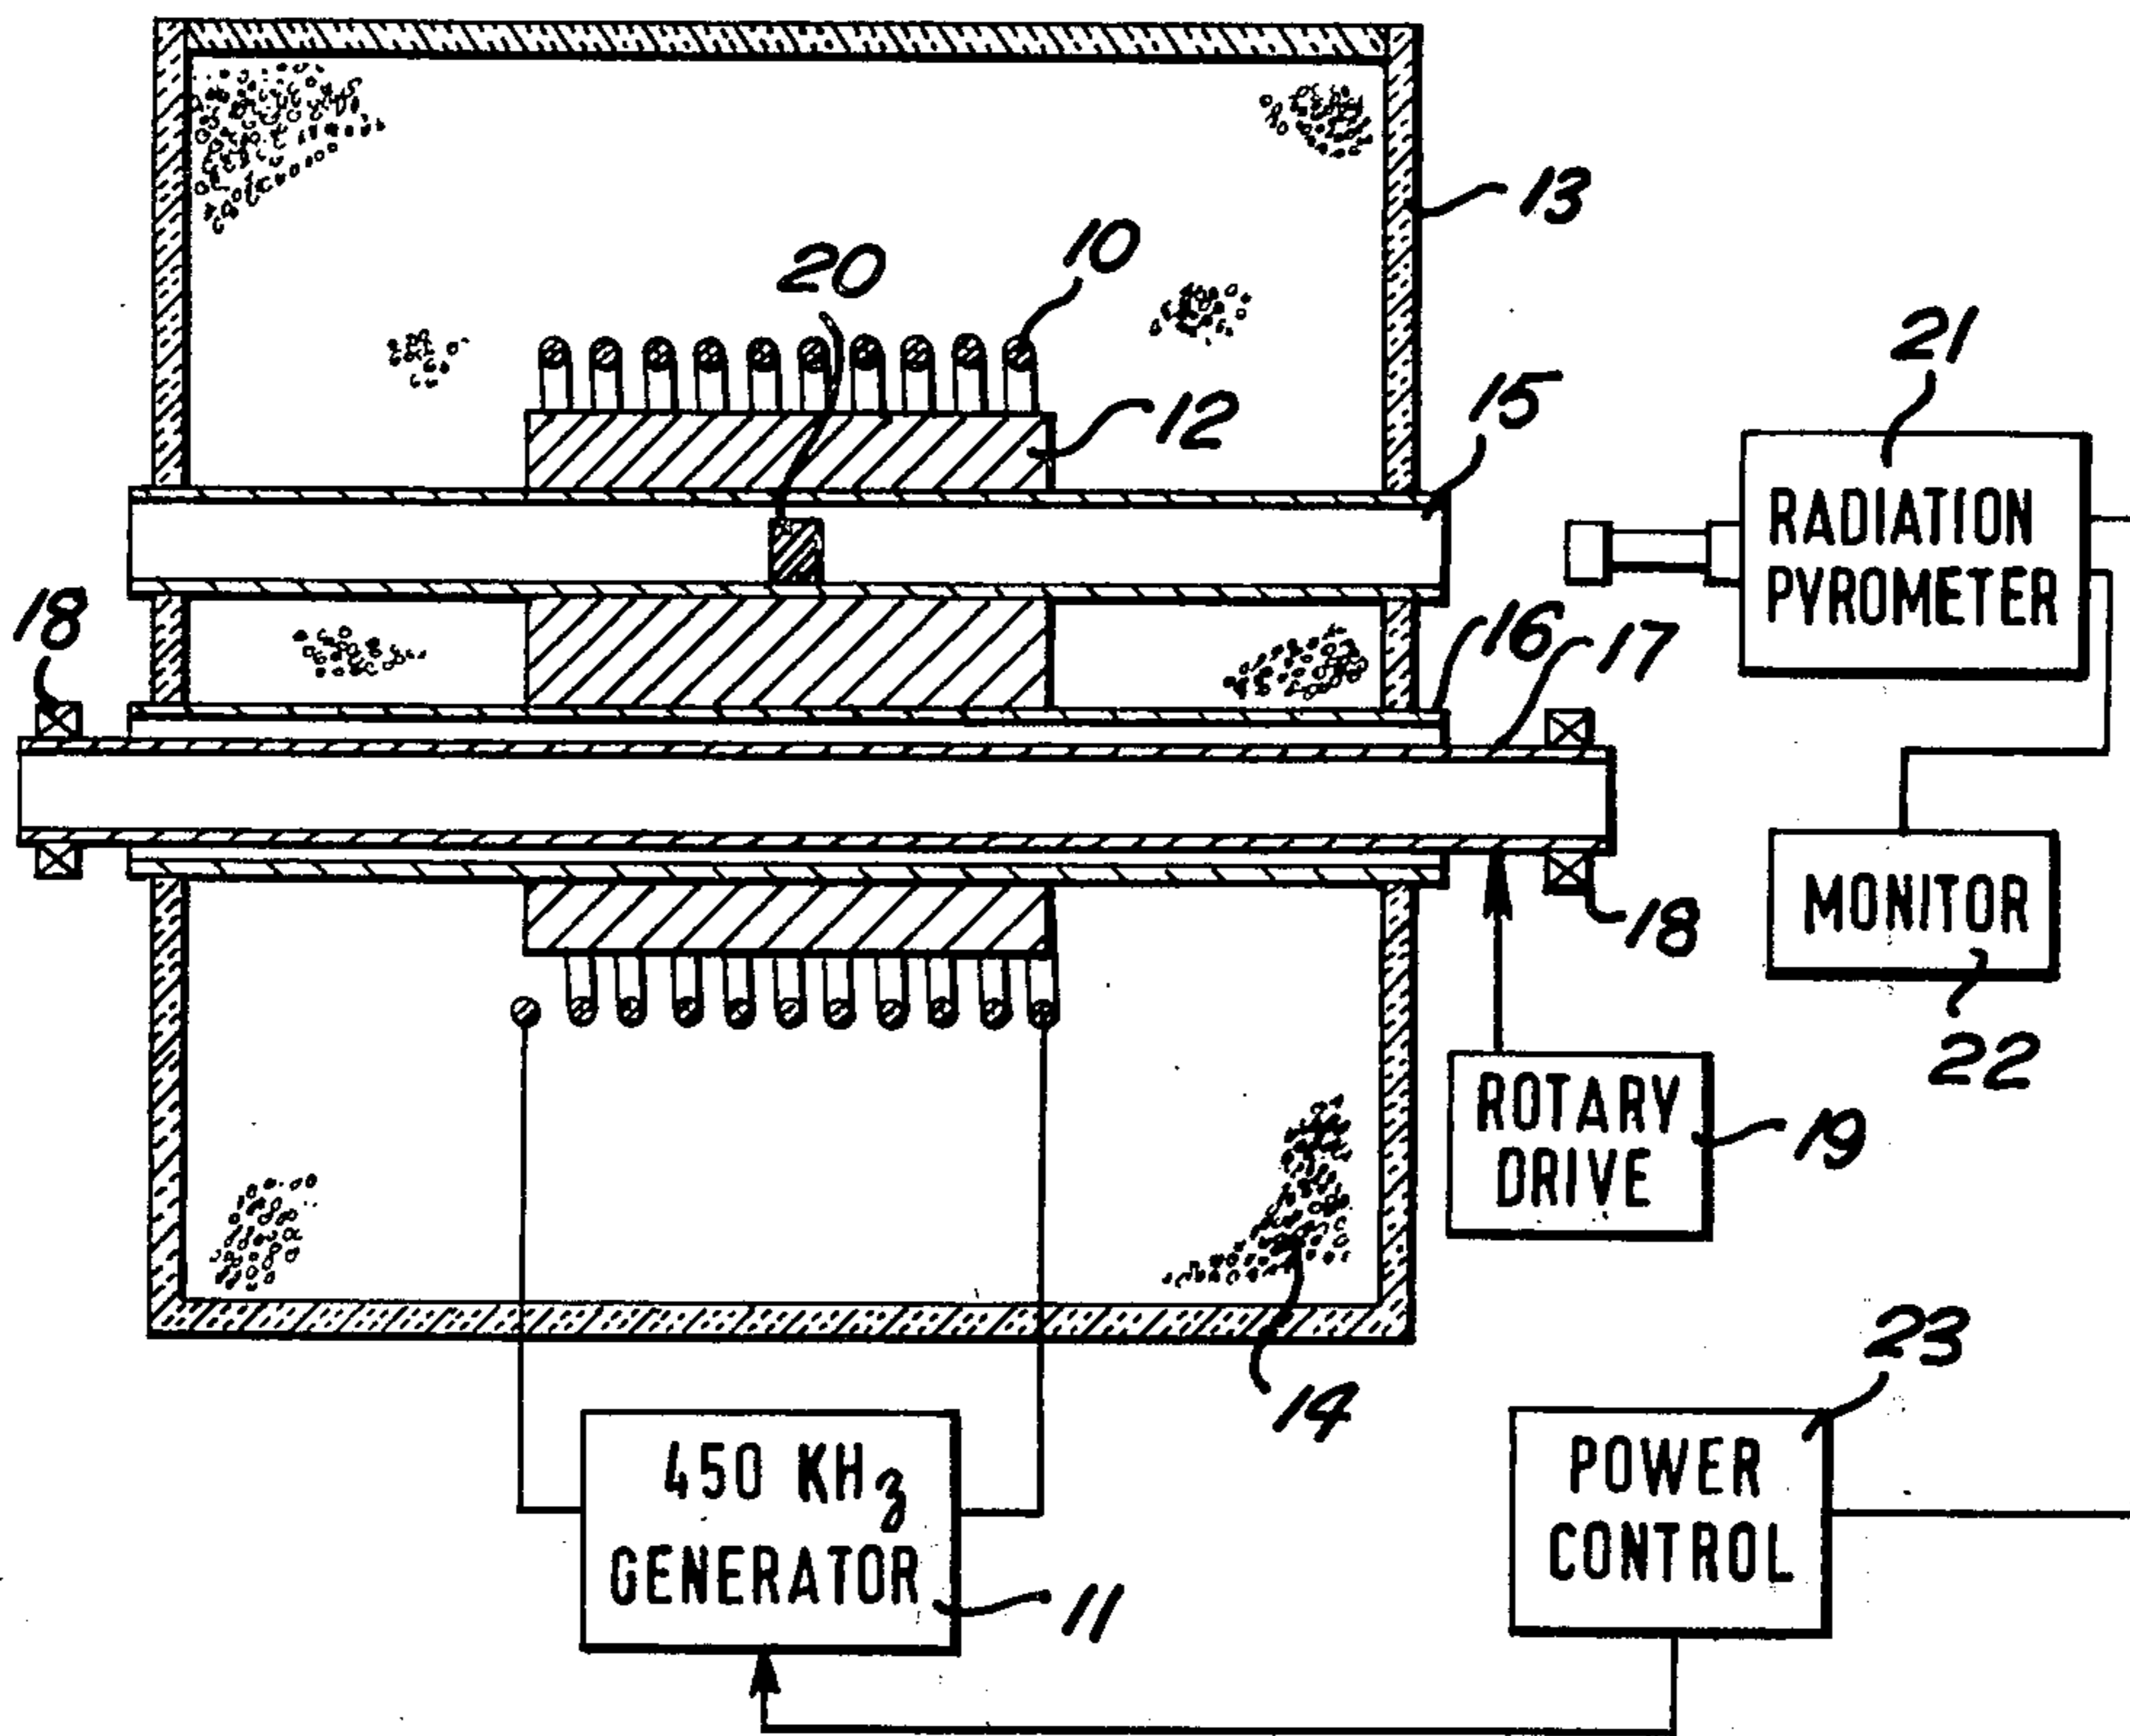 13
10
20
21
15
12
RADIATION
PYROMETER
18
16
17
MONITOR
18
22
ROTARY
DRIVE
19
23
14
450 KHz
GENERATOR
POWER
CONTROL
11